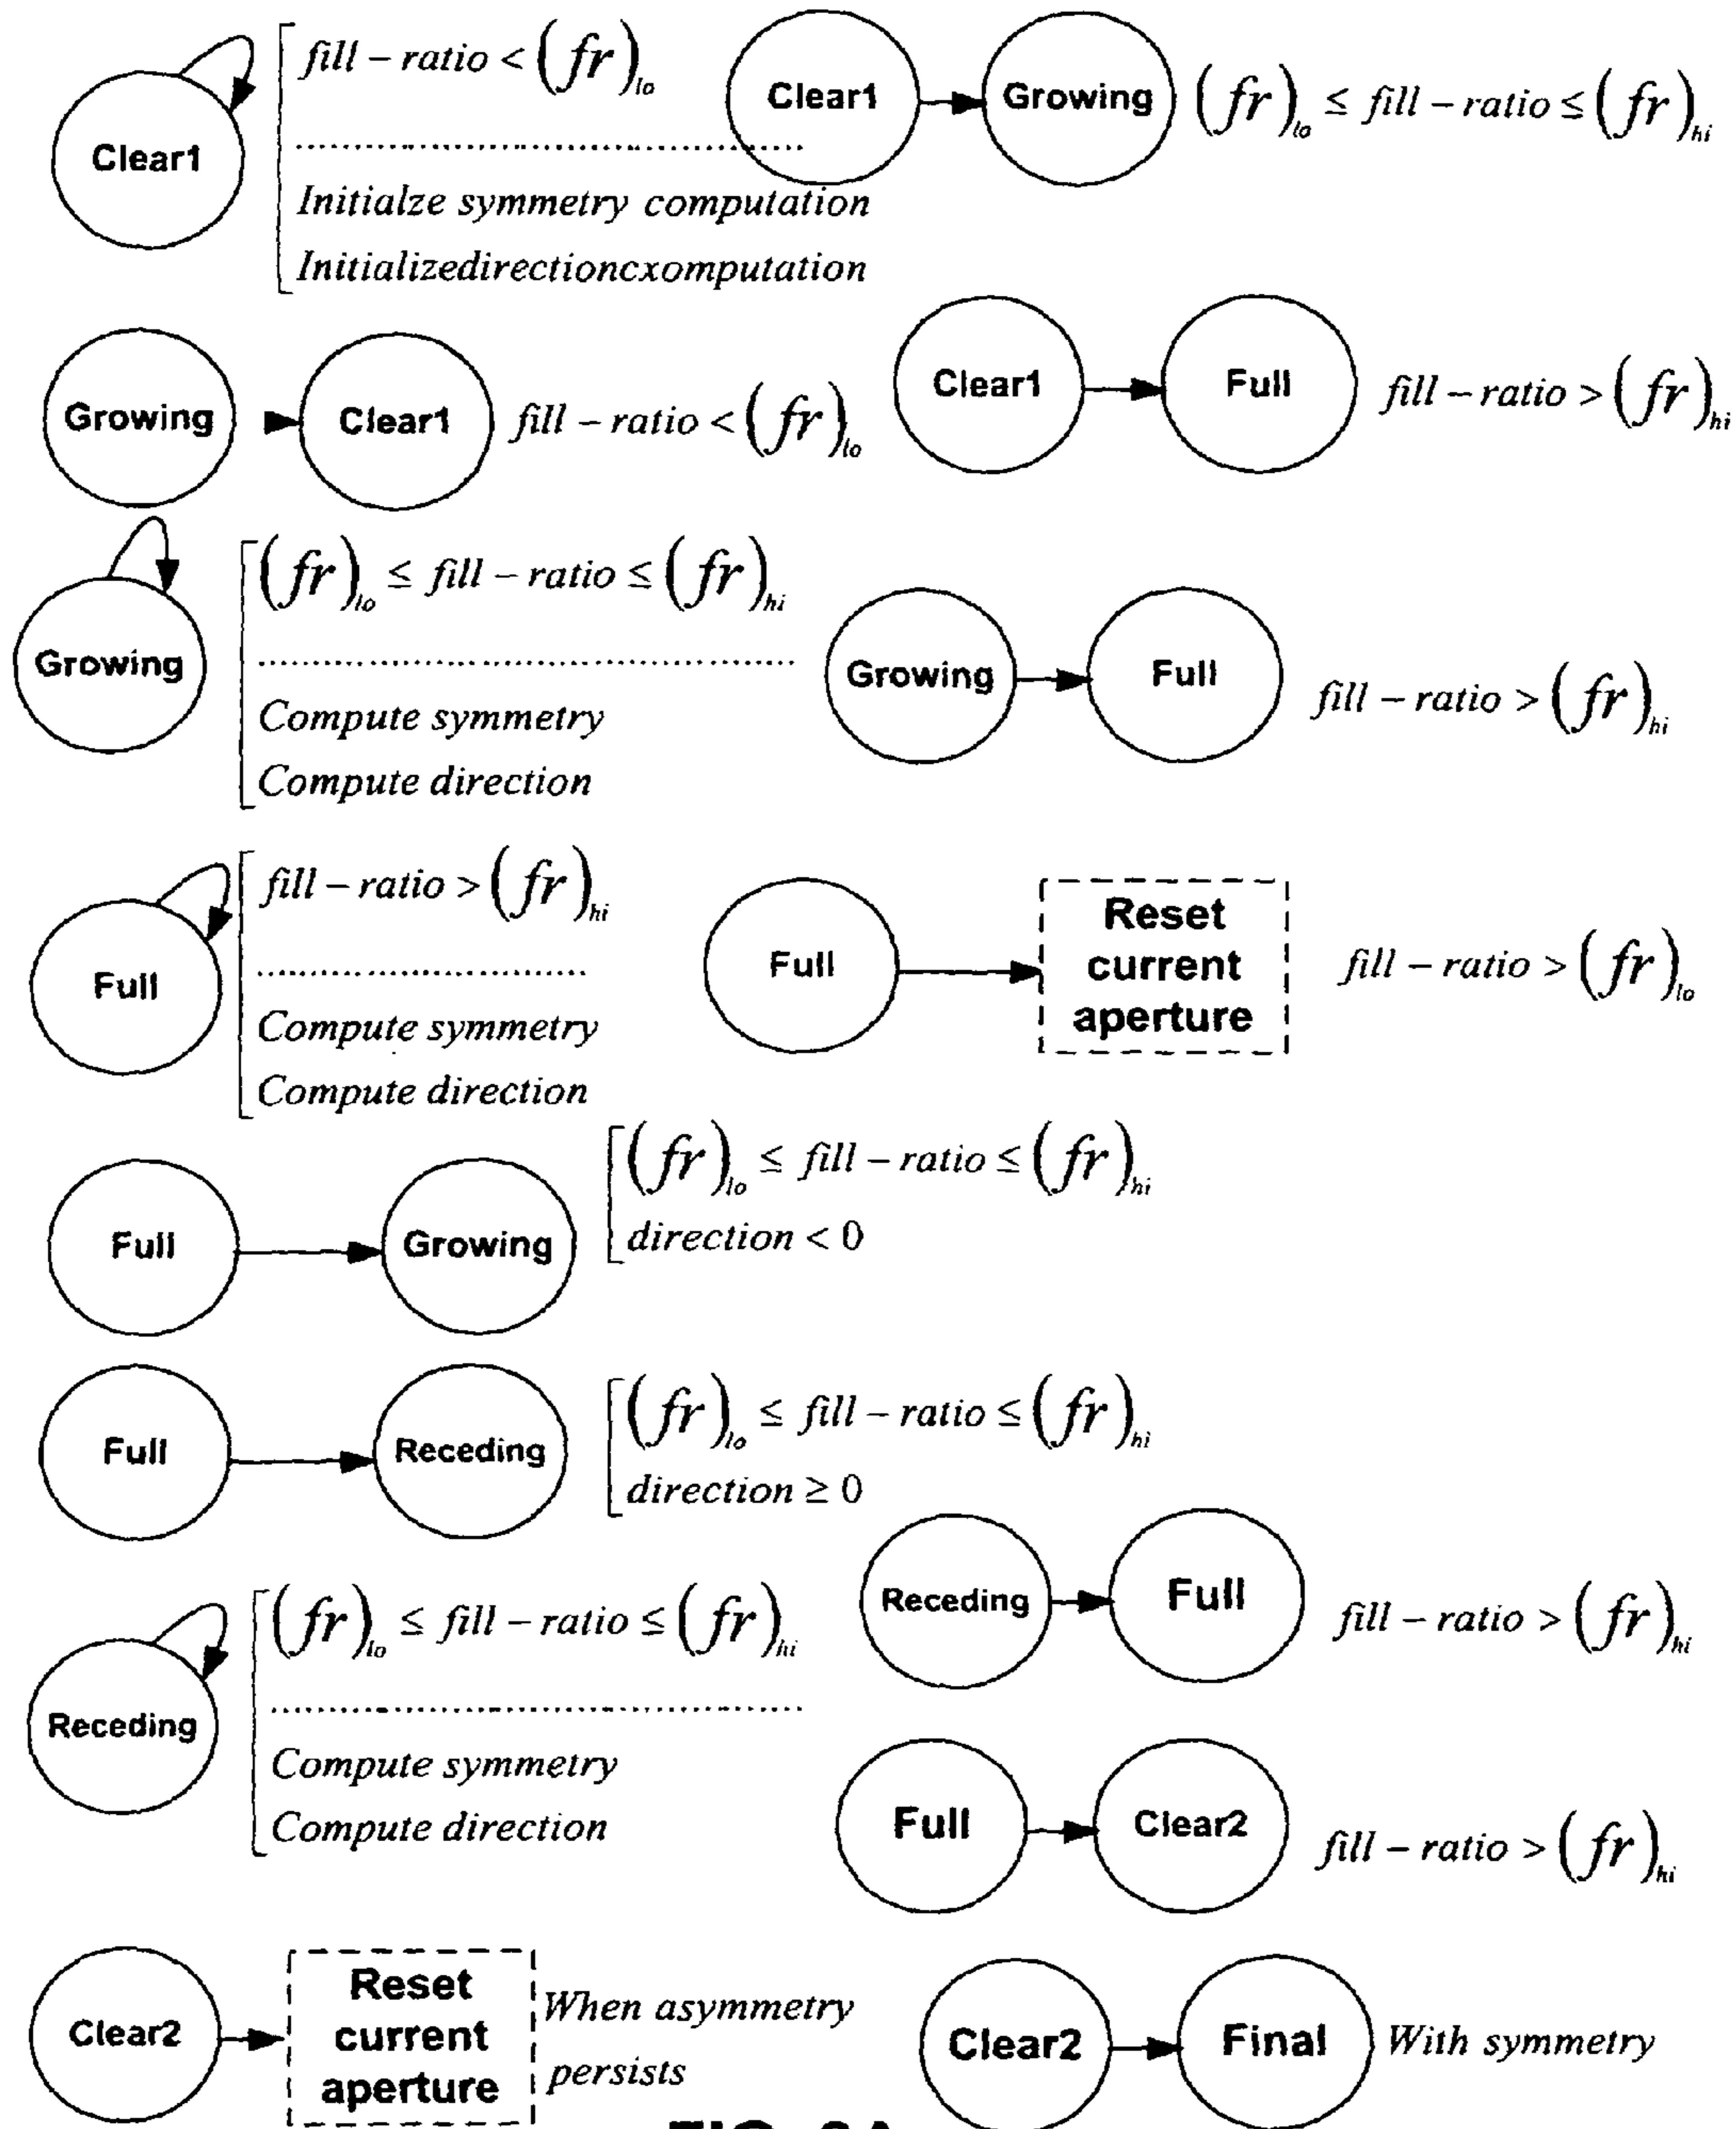 Clear1
fill – ratio < (fr)lo
Initialze symmetry computation
Initializedirectioncxomputation
Clear1 Growing (fr)lo ≤ fill – ratio ≤ (fr)hi
Growing Clear1 fill – ratio < (fr)lo
Clear1 Full fill – ratio > (fr)hi
Growing
(fr)lo ≤ fill – ratio ≤ (fr)hi
Compute symmetry
Compute direction
Growing Full fill – ratio > (fr)hi
Full
fill – ratio > (fr)hi
Compute symmetry
Compute direction
Full
Reset
current
aperture
fill – ratio > (fr)lo
Full Growing
(fr)lo ≤ fill – ratio ≤ (fr)hi
direction < 0
Full Receding
(fr)lo ≤ fill – ratio ≤ (fr)hi
direction ≥ 0
Receding Full fill – ratio > (fr)hi
Receding
(fr)lo ≤ fill – ratio ≤ (fr)hi
Compute symmetry
Compute direction
Full Clear2 fill – ratio > (fr)hi
Clear2
Reset
current
aperture
When asymmetry
persists
Clear2 Final With symmetry